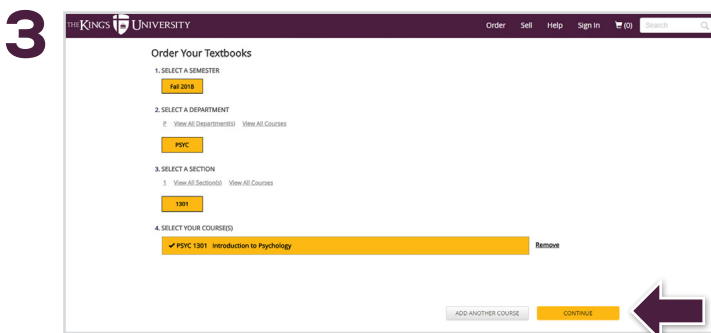 3
THE KING'S UNIVERSITY Order Sell Help Sign In (0) Search
Order Your Textbooks
1. SELECT A SEMESTER
Fall 2018
2. SELECT A DEPARTMENT
P View All Department(s) View All Courses
PSYC
3. SELECT A SECTION
1 View All Section(s) View All Courses
1301
4. SELECT YOUR COURSE(S)
✔ PSYC 1301 Introduction to Psychology Remove
ADD ANOTHER COURSE CONTINUE